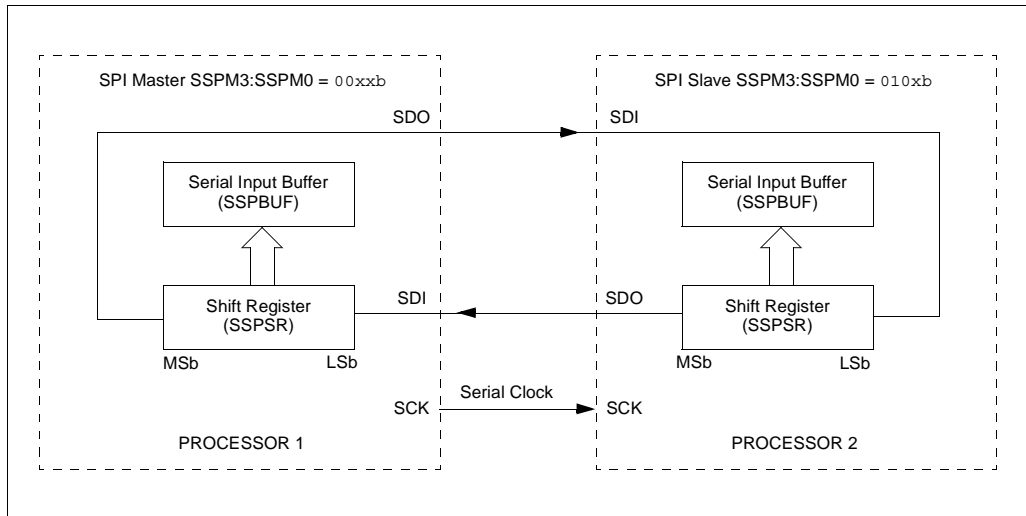 SPI Master SSPM3:SSPM0 = 00xxb
SDO
Serial Input Buffer
(SSPBUF)
Shift Register
(SSPSR)
MSb
LSb
SDI
SCK
PROCESSOR 1
Serial Clock
SPI Slave SSPM3:SSPM0 = 010xb
SDI
Serial Input Buffer
(SSPBUF)
SDO
Shift Register
(SSPSR)
MSb
LSb
SCK
PROCESSOR 2